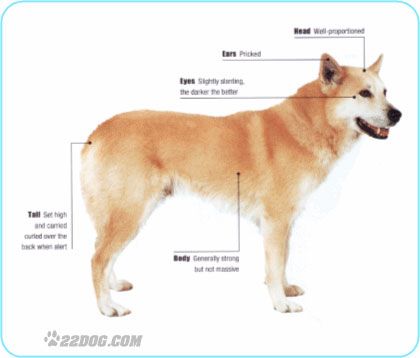 Head Well-proportioned
Ears Pricked
Eyes Slightly slanting,
the darker the better
Tail Set high
and carried
curled over the
back when alert
Body Generally strong
but not massive
22DOG.COM